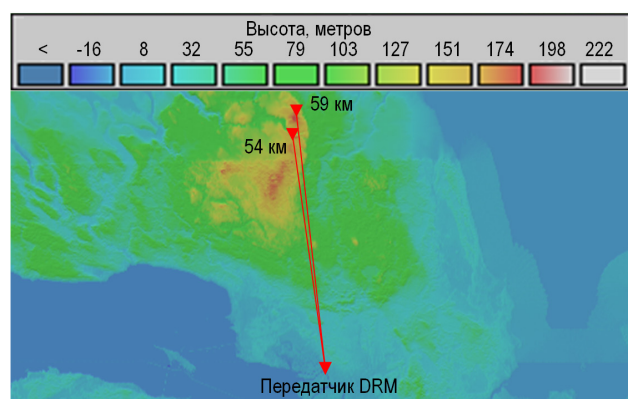 Высота, метров
< -16 8 32 55 79 103 127 151 174 198 222
59 км
54 км
Передатчик DRM